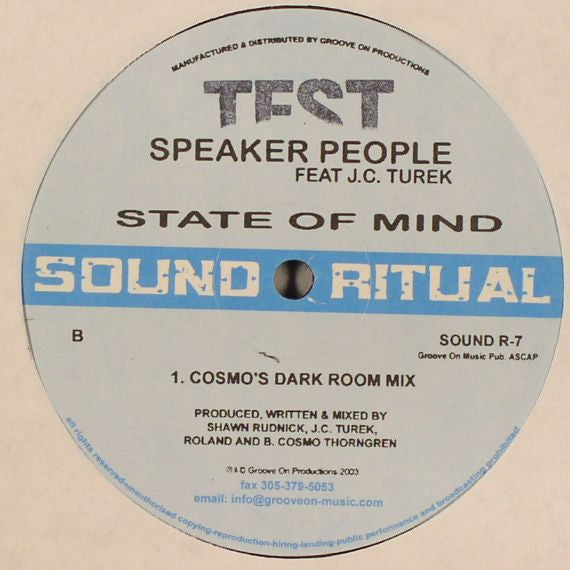 MANUFACTURED & DISTRIBUTED BY GROOVE ON PRODUCTIONS
TEST
SPEAKER PEOPLE
FEAT J.C. TUREK
STATE OF MIND
SOUND RITUAL
B
SOUND R-7
Groove On Music Pub. ASCAP
1. COSMO'S DARK ROOM MIX
PRODUCED, WRITTEN & MIXED BY
SHAWN RUDNICK, J.C. TUREK,
ROLAND AND B. COSMO THORNGREN
℗ & © Groove On Productions 2003
fax 305-379-5053
email: info@grooveon-music.com
all rights reserved-unauthorised copying-reproduction-hiring-lending-public performance and broadcasting prohibited